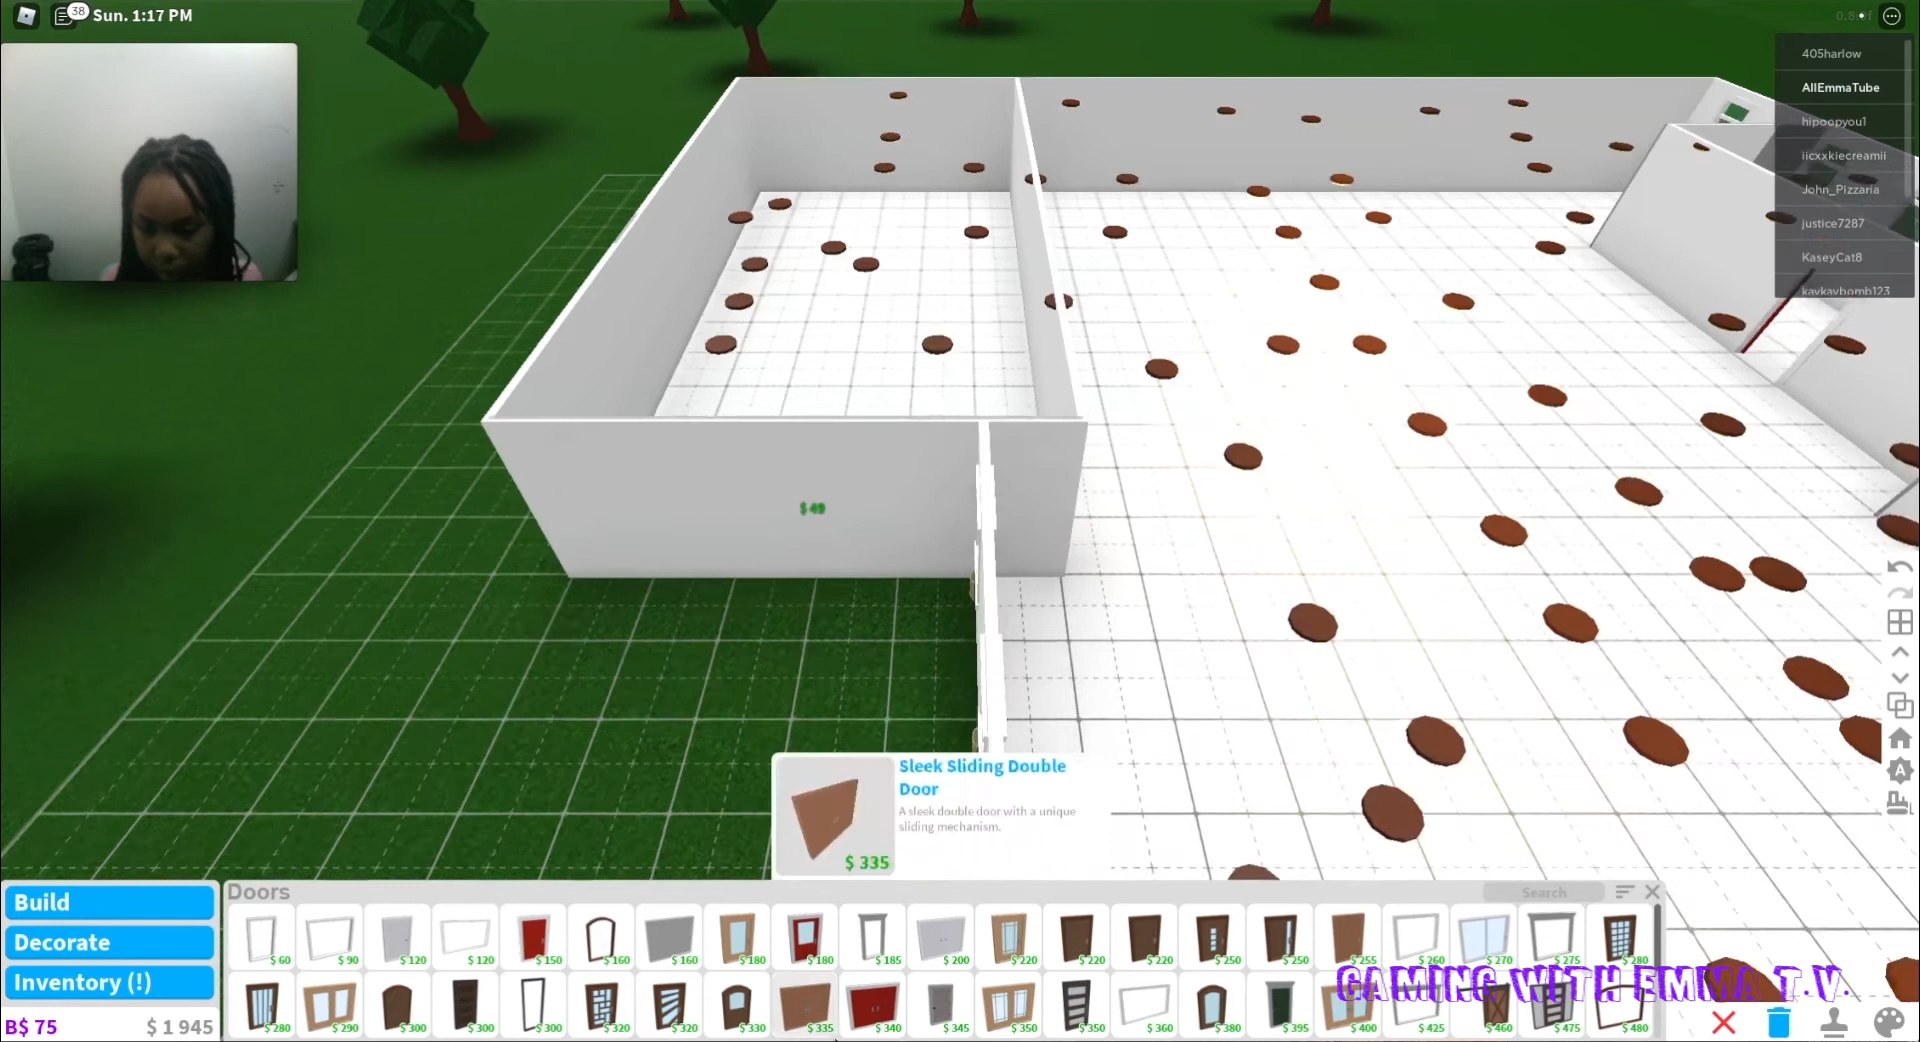 38 Sun. 1:17 PM
405harlow
AllEmmaTube
hipoopyou1
iicxxkiecreamii
John_Pizzaria
justice7287
KaseyCat8
kaykaybomb123
$ 49
Sleek Sliding Double
Door
A sleek double door with a unique
sliding mechanism.
$ 335
Build
Decorate
Inventory (!)
B$ 75 $ 1 945
Doors
Search
$ 60 $ 90 $ 120 $ 120 $ 150 $ 160 $ 160 $ 180 $ 180 $ 185 $ 200 $ 220 $ 220 $ 220 $ 250 $ 250 $ 255 $ 260 $ 270 $ 275 $ 280
GAMING WITH EMMA T.V.
$ 280 $ 290 $ 300 $ 300 $ 300 $ 320 $ 320 $ 330 $ 335 $ 340 $ 345 $ 350 $ 350 $ 360 $ 380 $ 395 $ 400 $ 425 $ 460 $ 475 $ 480